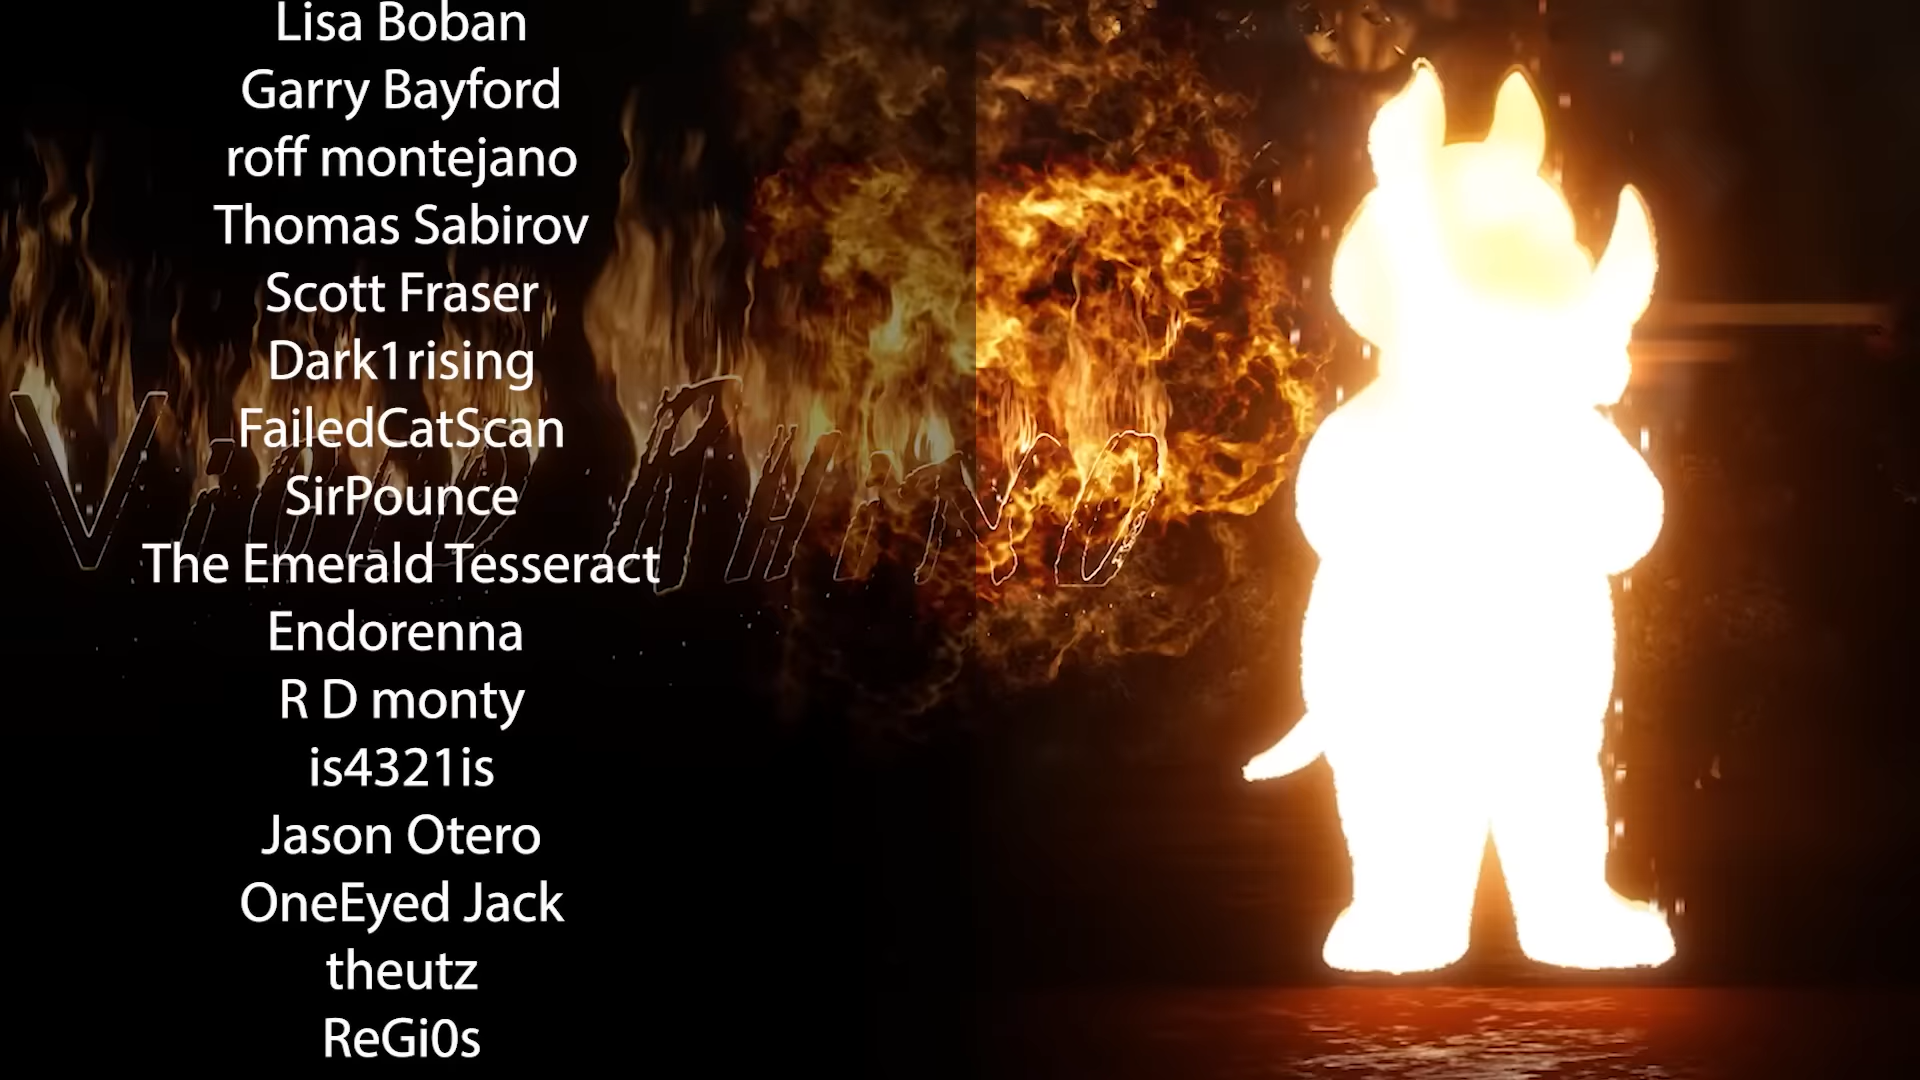 Lisa Boban
Garry Bayford
roff montejano
Thomas Sabirov
Scott Fraser
Dark1rising
FailedCatScan
SirPounce
The Emerald Tesseract
Endorenna
R D monty
is4321is
Jason Otero
OneEyed Jack
theutz
ReGi0s